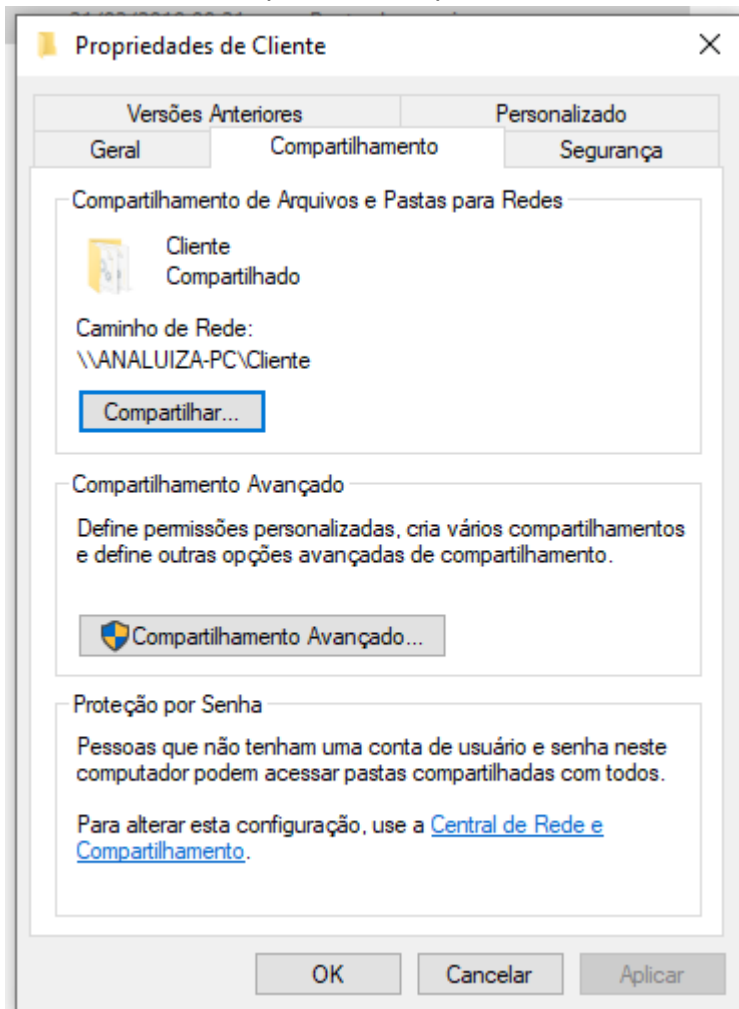 Propriedades de Cliente
Versões Anteriores
Personalizado
Geral
Compartilhamento
Segurança
Compartilhamento de Arquivos e Pastas para Redes
Cliente
Compartilhado
Caminho de Rede:
\\ANALUIZA-PC\Cliente
Compartilhar...
Compartilhamento Avançado
Define permissões personalizadas, cria vários compartilhamentos
e define outras opções avançadas de compartilhamento.
Compartilhamento Avançado...
Proteção por Senha
Pessoas que não tenham uma conta de usuário e senha neste
computador podem acessar pastas compartilhadas com todos.
Para alterar esta configuração, use a Central de Rede e
Compartilhamento.
OK
Cancelar
Aplicar